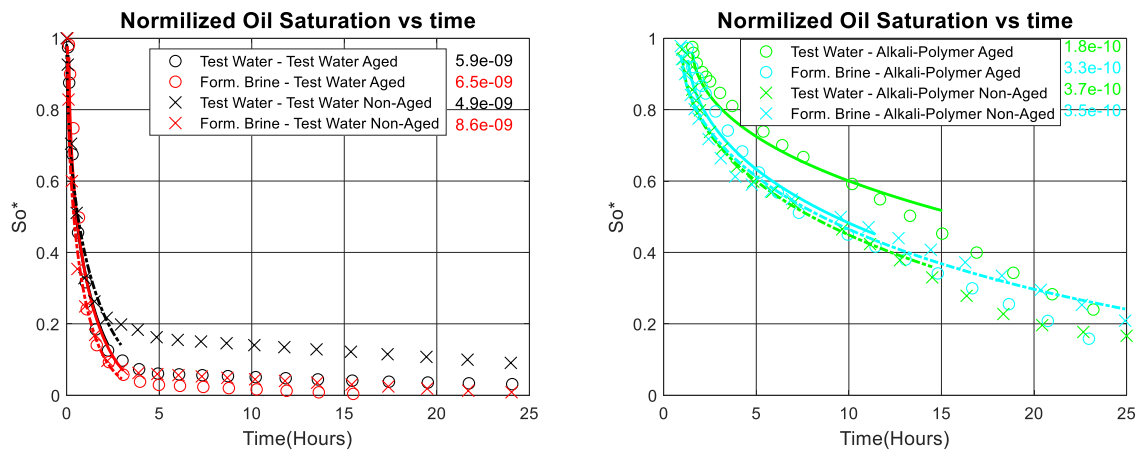 Normilized Oil Saturation vs time
1
0.8
0.6
0.4
0.2
0
0
5
10
15
20
25
So*
Time(Hours)
Test Water - Test Water Aged
Form. Brine - Test Water Aged
Test Water - Test Water Non-Aged
Form. Brine - Test Water Non-Aged
5.9e-09
6.5e-09
4.9e-09
8.6e-09
Normilized Oil Saturation vs time
1
0.8
0.6
0.4
0.2
0
0
5
10
15
20
25
So*
Time(Hours)
Test Water - Alkali-Polymer Aged
Form. Brine - Alkali-Polymer Aged
Test Water - Alkali-Polymer Non-Aged
Form. Brine - Alkali-Polymer Non-Aged
1.8e-10
3.3e-10
3.7e-10
3.5e-10